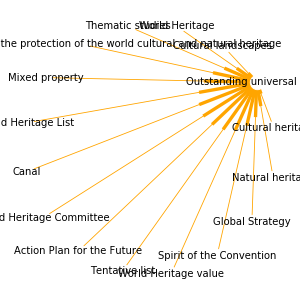 Thematic studies
World Heritage
Cultural landscapes
the protection of the world cultural and natural heritage
Mixed property
Outstanding universal
Heritage List
Cultural herita
Canal
Natural herita
Heritage Committee
Global Strategy
Action Plan for the Future
Spirit of the Convention
Tentative list
World Heritage value